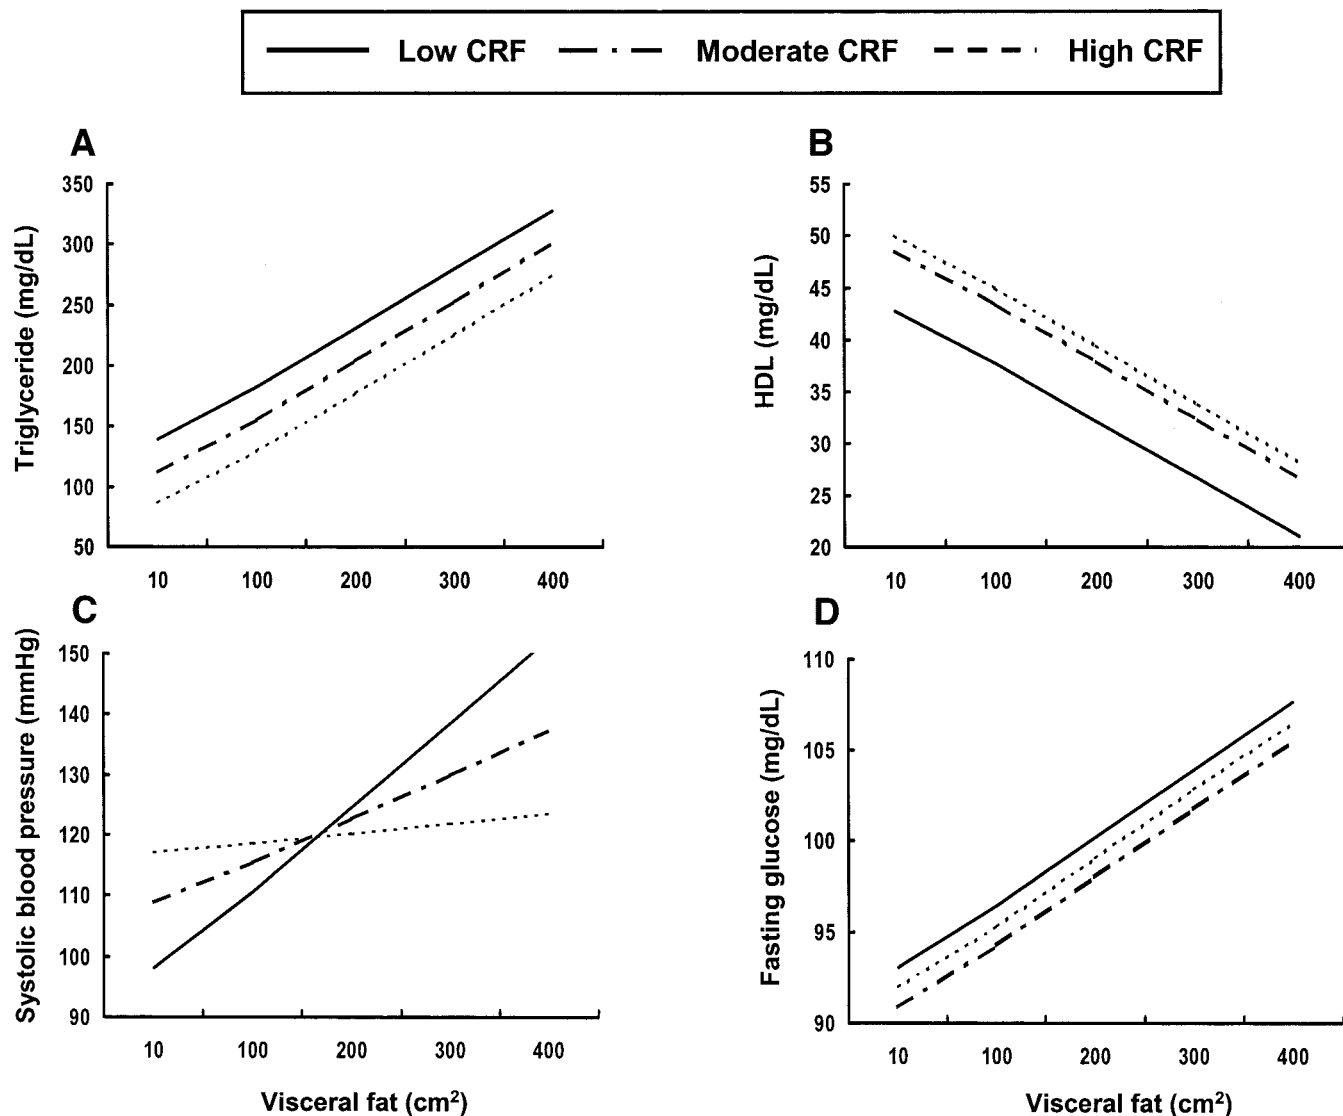 Low CRF Moderate CRF High CRF
A
Triglyceride (mg/dL)
350
300
250
200
150
100
50
10 100 200 300 400
B
HDL (mg/dL)
55
50
45
40
35
30
25
20
10 100 200 300 400
C
Systolic blood pressure (mmHg)
150
140
130
120
110
100
90
10 100 200 300 400
Visceral fat (cm²)
D
Fasting glucose (mg/dL)
110
105
100
95
90
10 100 200 300 400
Visceral fat (cm²)